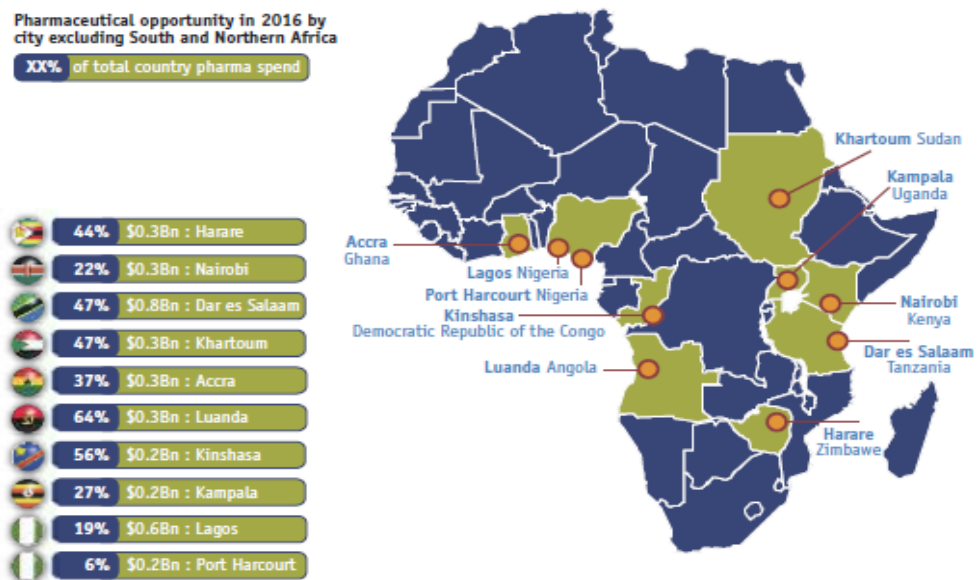 Pharmaceutical opportunity in 2016 by
city excluding South and Northern Africa
XX% of total country pharma spend
44% $0.3Bn : Harare
22% $0.3Bn : Nairobi
47% $0.8Bn : Dar es Salaam
47% $0.3Bn : Khartoum
37% $0.3Bn : Accra
64% $0.3Bn : Luanda
56% $0.2Bn : Kinshasa
27% $0.2Bn : Kampala
19% $0.6Bn : Lagos
6% $0.2Bn : Port Harcourt
Khartoum Sudan
Kampala
Uganda
Accra
Ghana
Lagos Nigeria
Port Harcourt Nigeria
Kinshasa
Democratic Republic of the Congo
Nairobi
Kenya
Dar es Salaam
Tanzania
Luanda Angola
Harare
Zimbawe